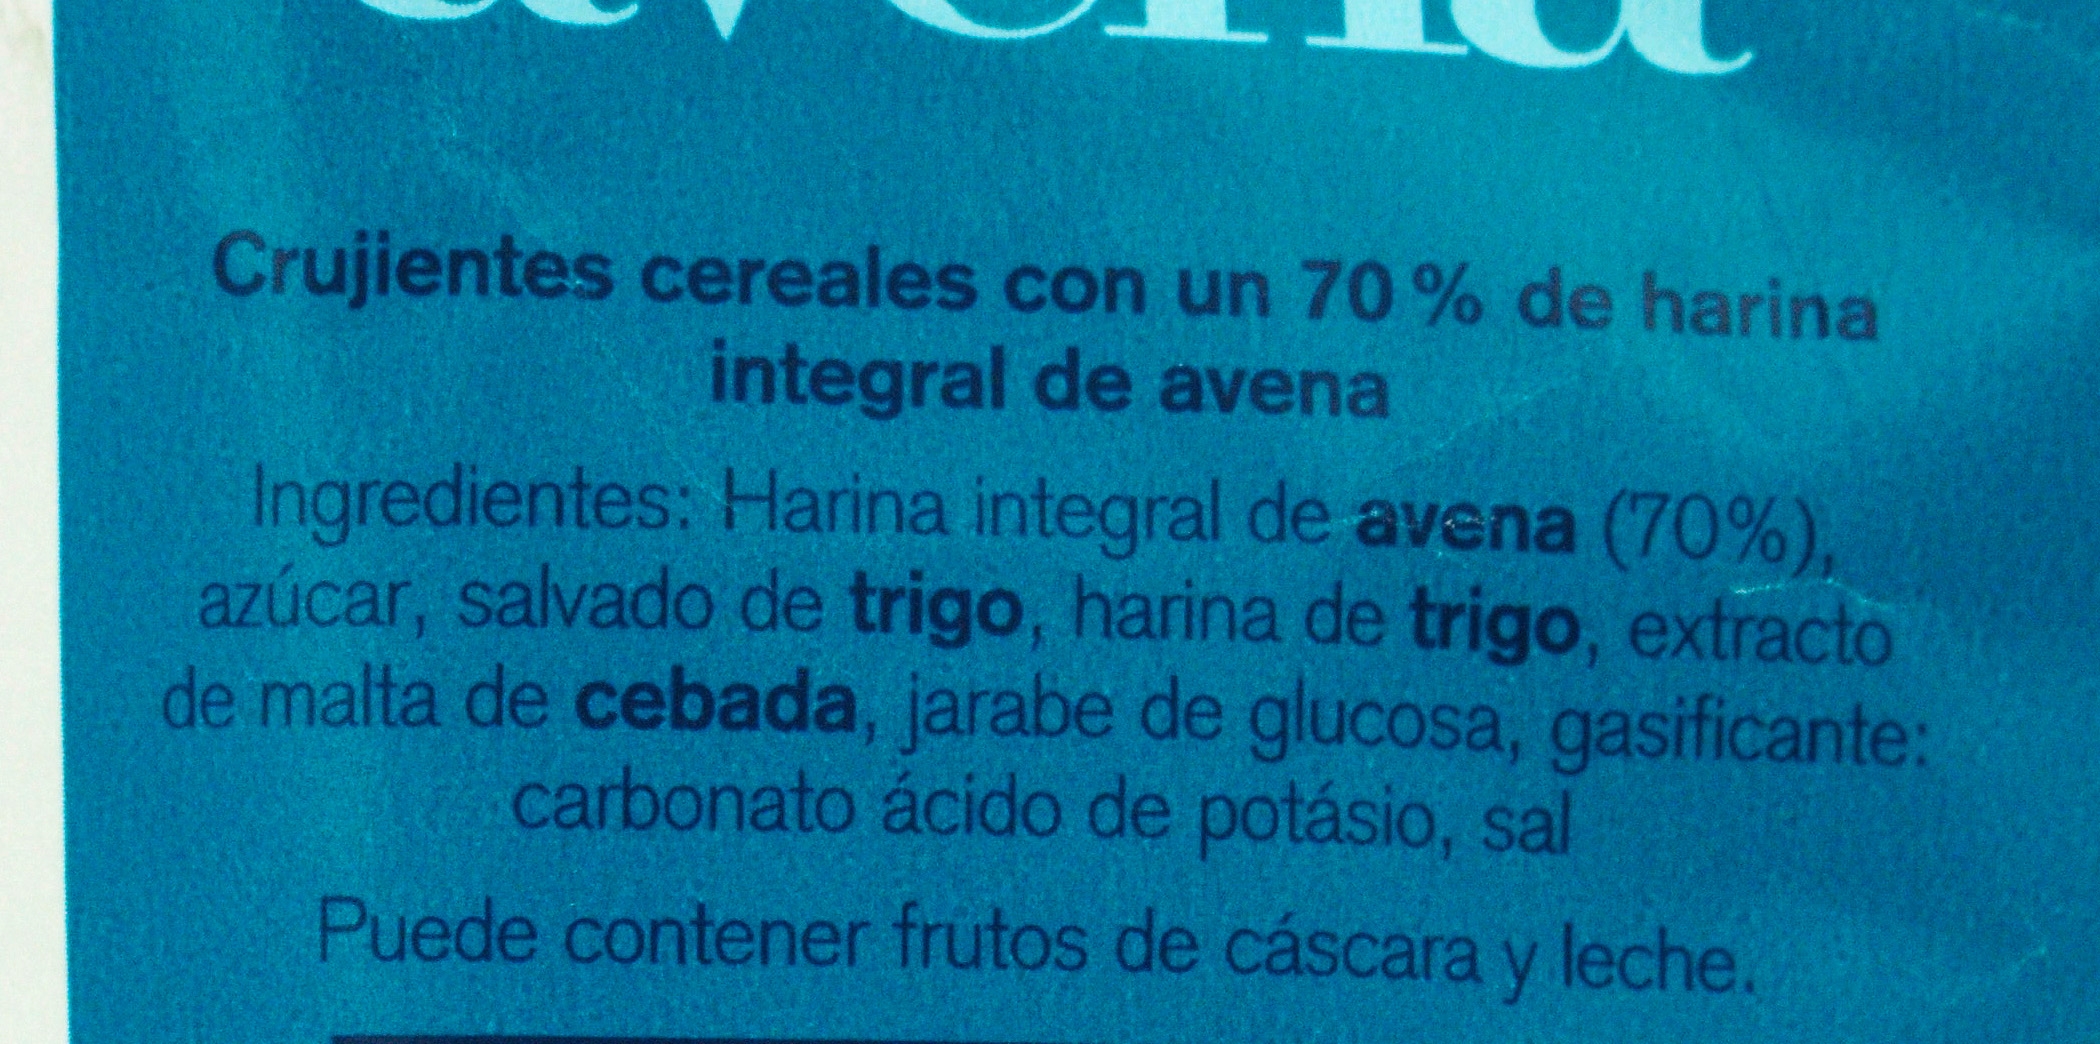 avena
Crujientes cereales con un 70 % de harina
integral de avena
Ingredientes: Harina integral de avena (70%),
azúcar, salvado de trigo, harina de trigo, extracto
de malta de cebada, jarabe de glucosa, gasificante:
carbonato ácido de potásio, sal
Puede contener frutos de cáscara y leche.